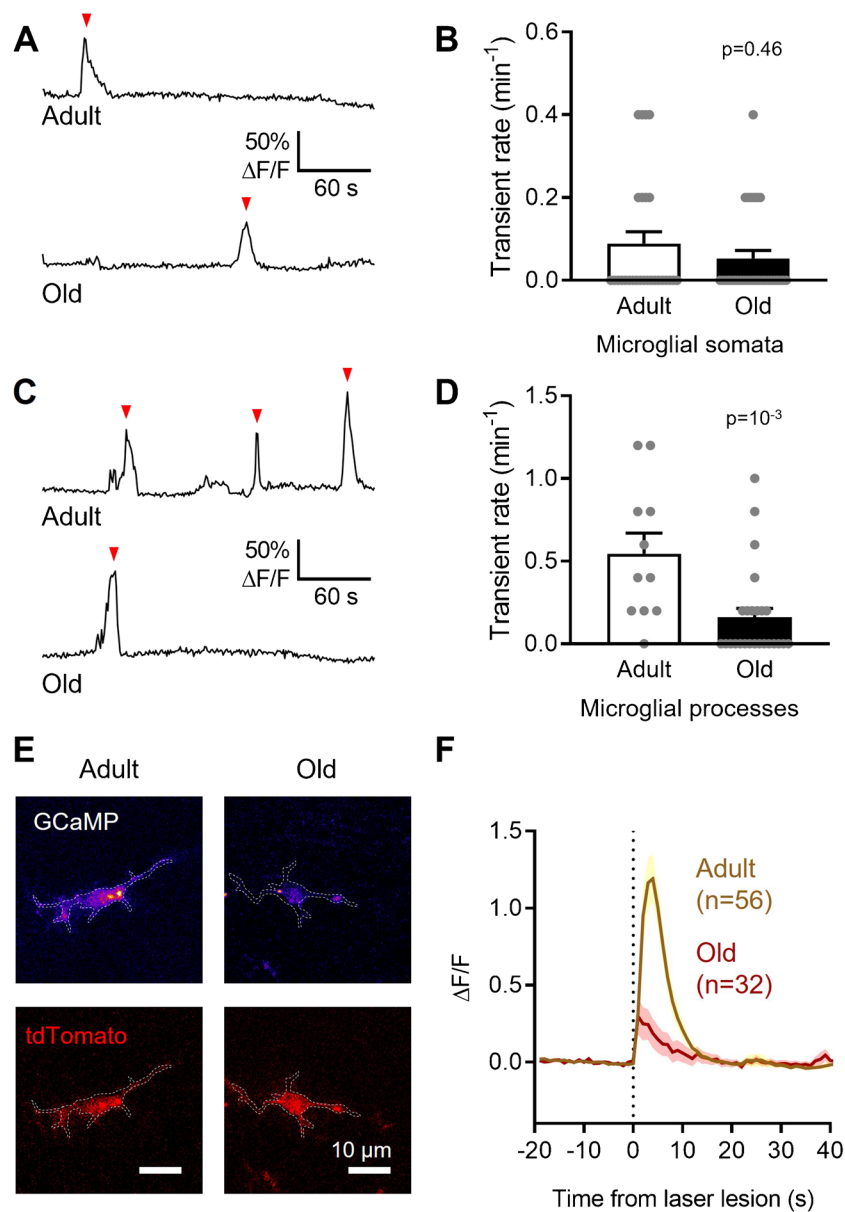 A
Adult
50%
ΔF/F
60 s
Old
B
Transient rate (min-1)
0.6
0.4
0.2
0.0
p=0.46
Adult
Old
Microglial somata
C
Adult
50%
ΔF/F
60 s
Old
D
Transient rate (min-1)
1.5
1.0
0.5
0.0
p=10-3
Adult
Old
Microglial processes
E
Adult
Old
GCaMP
tdTomato
10 µm
F
ΔF/F
1.5
1.0
0.5
0.0
Adult
(n=56)
Old
(n=32)
-20
-10
0
10
20
30
40
Time from laser lesion (s)